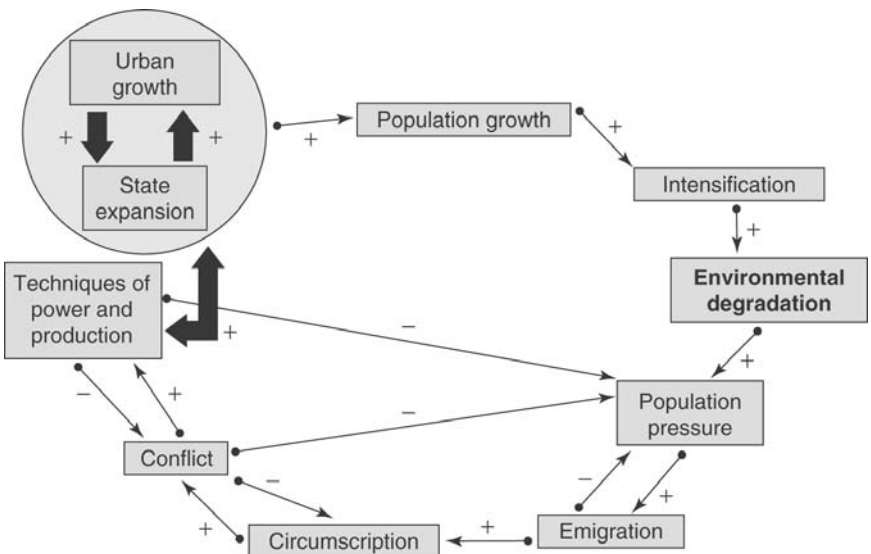 Urban
growth
+
+
State
expansion
+
Population growth
+
Intensification
+
Environmental
degradation
+
Techniques of
power and
production
+
−
−
−
+
Population
pressure
−
Conflict
−
+
−
+
Circumscription
+
Emigration